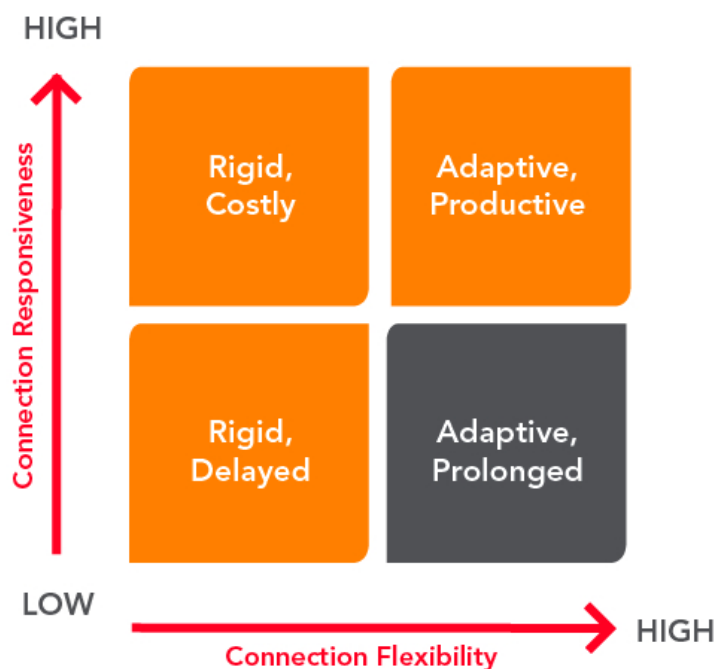 HIGH
Connection Responsiveness
Rigid,
Costly
Adaptive,
Productive
Rigid,
Delayed
Adaptive,
Prolonged
LOW
HIGH
Connection Flexibility